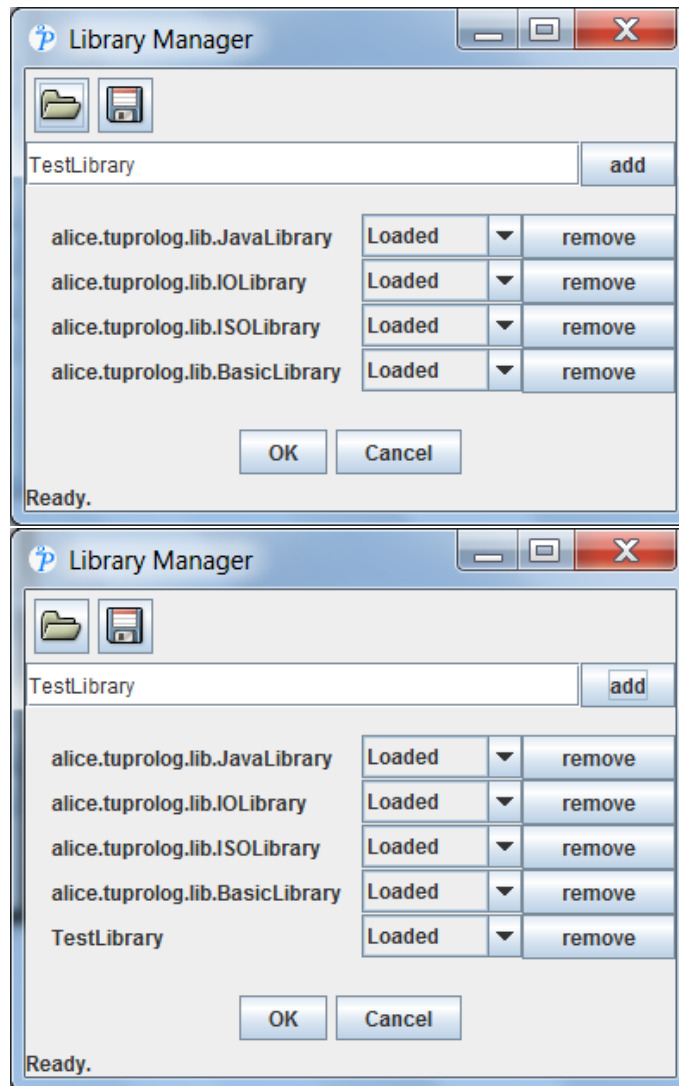 Library Manager
TestLibrary add
alice.tuprolog.lib.JavaLibrary Loaded remove
alice.tuprolog.lib.IOLibrary Loaded remove
alice.tuprolog.lib.ISOLibrary Loaded remove
alice.tuprolog.lib.BasicLibrary Loaded remove
OK Cancel
Ready.
Library Manager
TestLibrary add
alice.tuprolog.lib.JavaLibrary Loaded remove
alice.tuprolog.lib.IOLibrary Loaded remove
alice.tuprolog.lib.ISOLibrary Loaded remove
alice.tuprolog.lib.BasicLibrary Loaded remove
TestLibrary Loaded remove
OK Cancel
Ready.